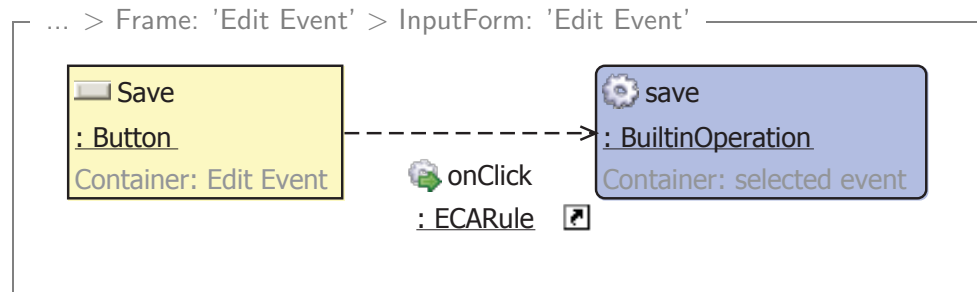 ... > Frame: 'Edit Event' > InputForm: 'Edit Event'
Save
: Button
Container: Edit Event
onClick
: ECARule
save
: BuiltinOperation
Container: selected event